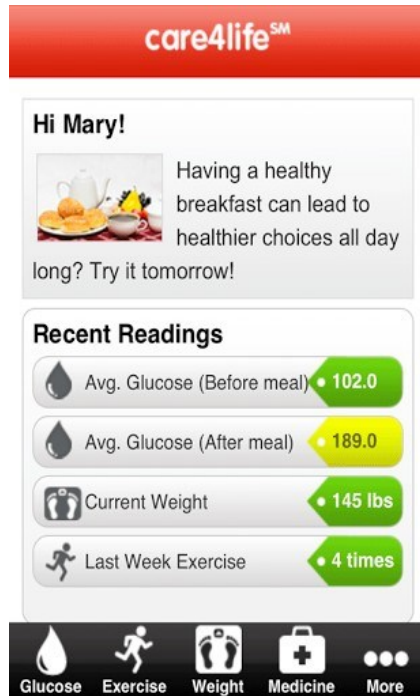 care4life℠
Hi Mary!
Having a healthy
breakfast can lead to
healthier choices all day
long? Try it tomorrow!
Recent Readings
Avg. Glucose (Before meal) 102.0
Avg. Glucose (After meal) 189.0
Current Weight 145 lbs
Last Week Exercise 4 times
Glucose Exercise Weight Medicine More